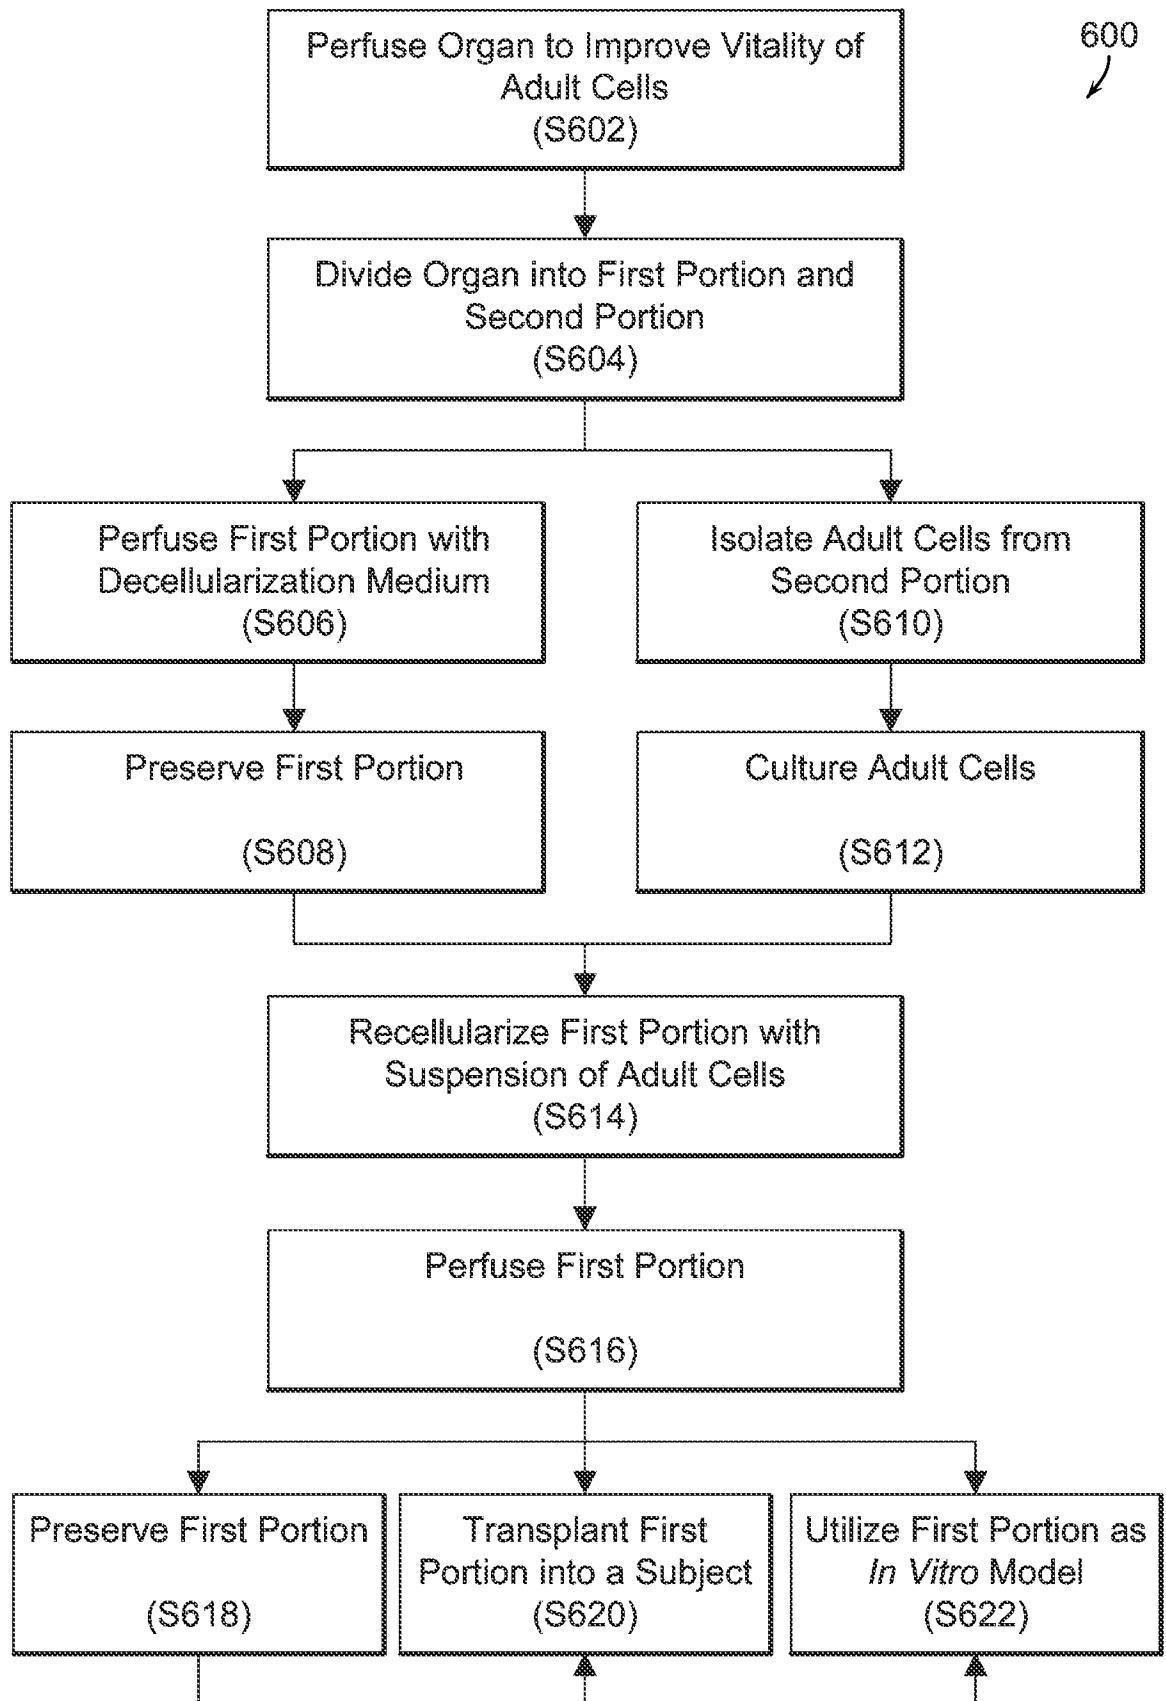 600
Perfuse Organ to Improve Vitality of
Adult Cells
(S602)
Divide Organ into First Portion and
Second Portion
(S604)
Perfuse First Portion with
Decellularization Medium
(S606)
Isolate Adult Cells from
Second Portion
(S610)
Preserve First Portion
(S608)
Culture Adult Cells
(S612)
Recellularize First Portion with
Suspension of Adult Cells
(S614)
Perfuse First Portion
(S616)
Preserve First Portion
(S618)
Transplant First
Portion into a Subject
(S620)
Utilize First Portion as
In Vitro Model
(S622)